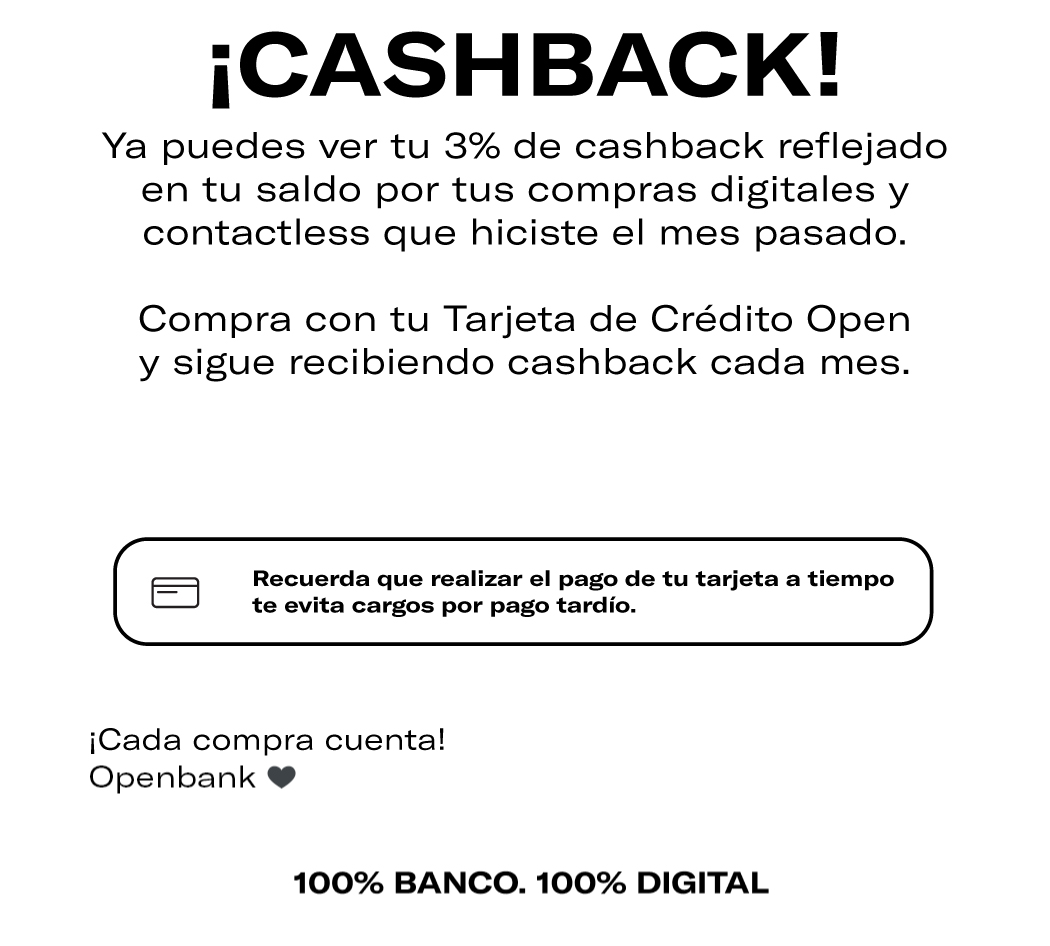 ¡CASHBACK!
Ya puedes ver tu 3% de cashback reflejado
en tu saldo por tus compras digitales y
contactless que hiciste el mes pasado.
Compra con tu Tarjeta de Crédito Open
y sigue recibiendo cashback cada mes.
Recuerda que realizar el pago de tu tarjeta a tiempo
te evita cargos por pago tardío.
¡Cada compra cuenta!
Openbank 🖤
100% BANCO. 100% DIGITAL